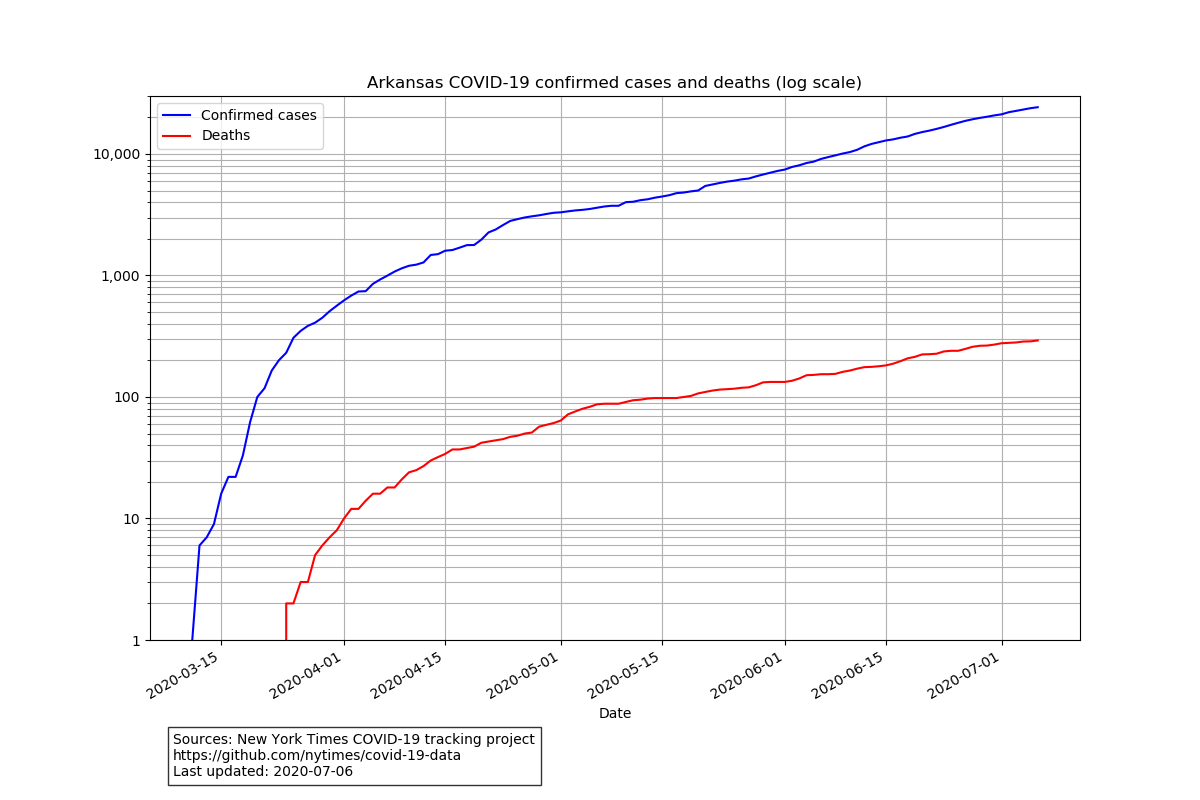 Arkansas COVID-19 confirmed cases and deaths (log scale)
Confirmed cases
Deaths
10,000
1,000
100
10
1
2020-03-15
2020-04-01
2020-04-15
2020-05-01
2020-05-15
2020-06-01
2020-06-15
2020-07-01
Date
Sources: New York Times COVID-19 tracking project
https://github.com/nytimes/covid-19-data
Last updated: 2020-07-06